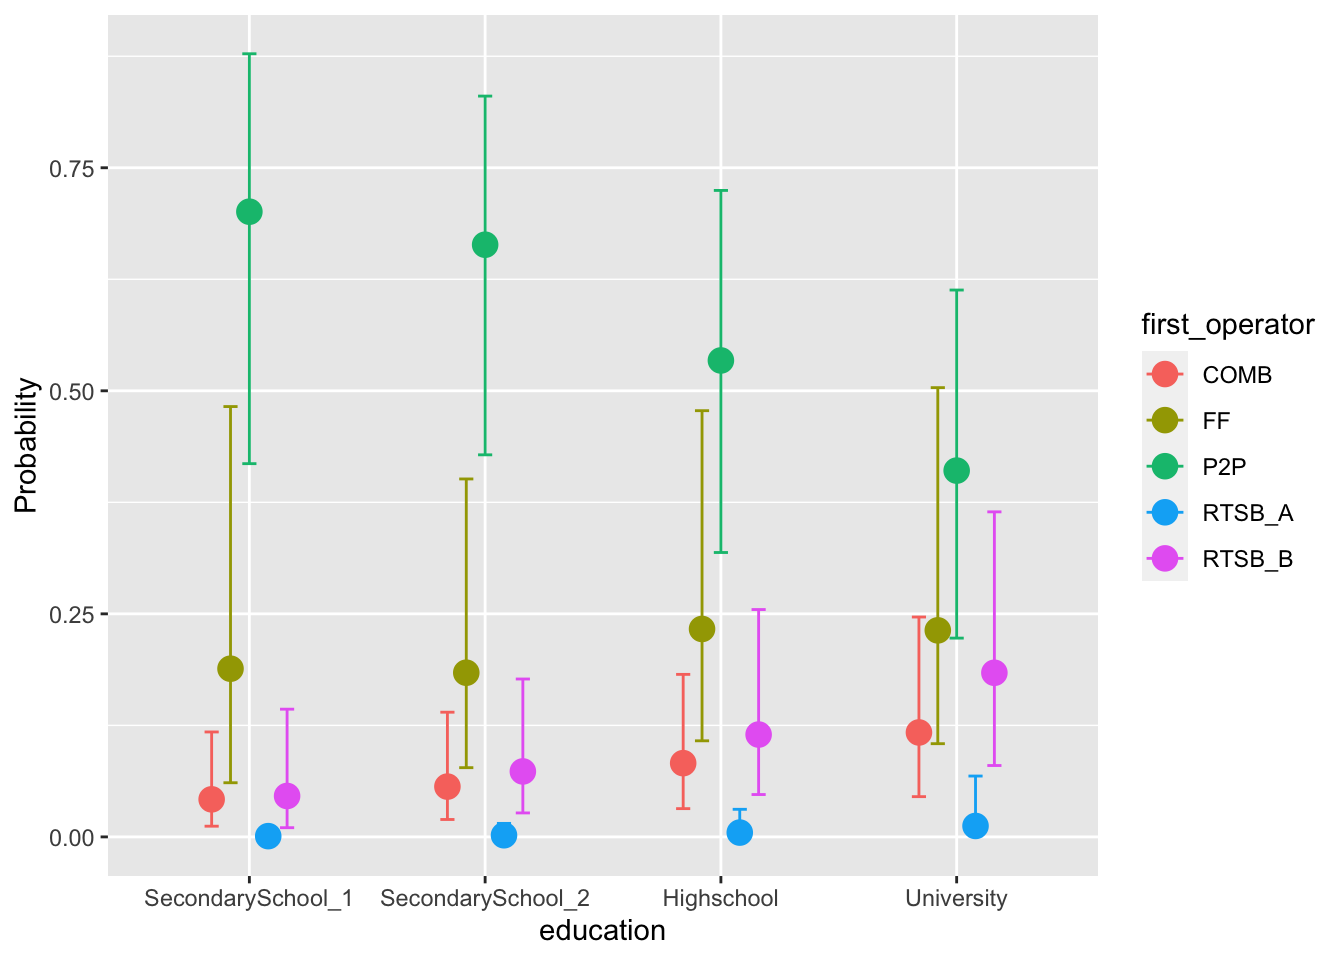 0.75
0.50
0.25
0.00
Probability
SecondarySchool_1
SecondarySchool_2
Highschool
University
education
first_operator
COMB
FF
P2P
RTSB_A
RTSB_B